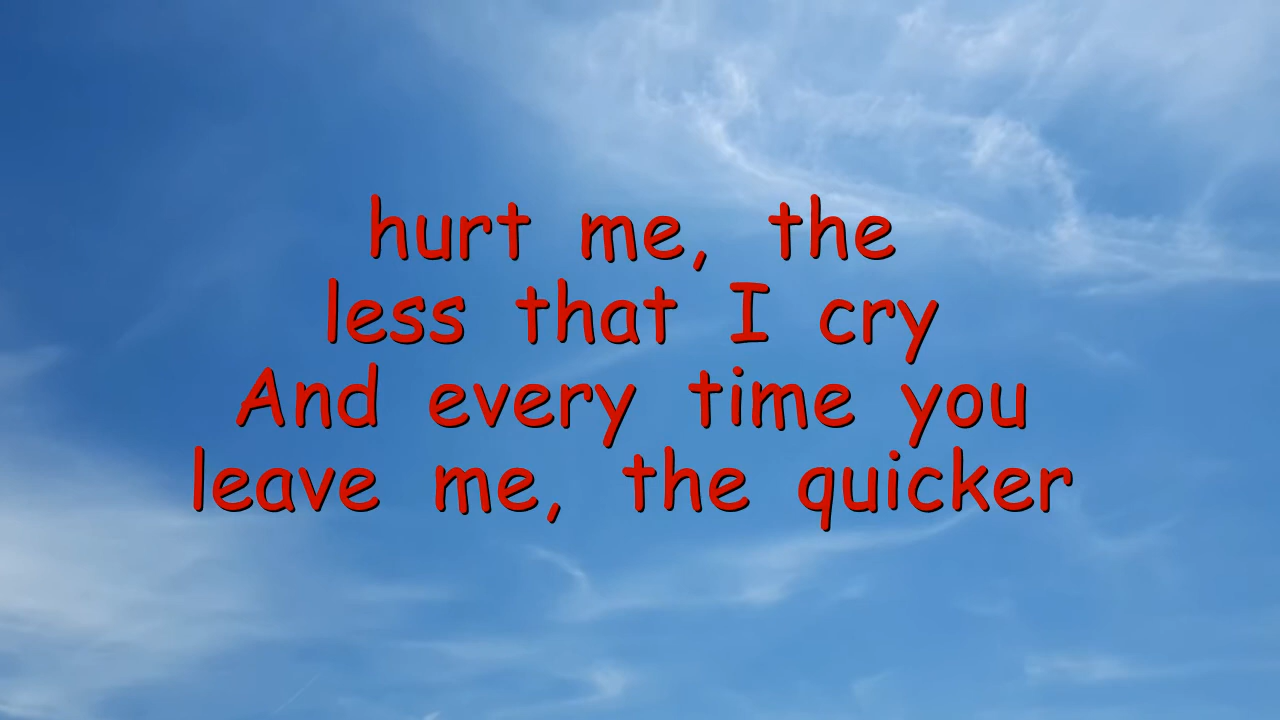 hurt me, the
less that I cry
And every time you
leave me, the quicker